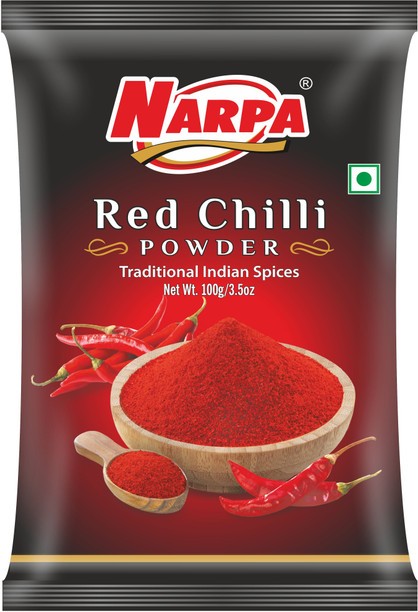 NARPA®
Red Chilli
POWDER
Traditional Indian Spices
Net Wt. 100g/3.5oz